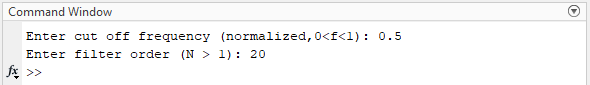 Command Window
Enter cut off frequency (normalized,0<f<1): 0.5
Enter filter order (N > 1): 20
fx >>